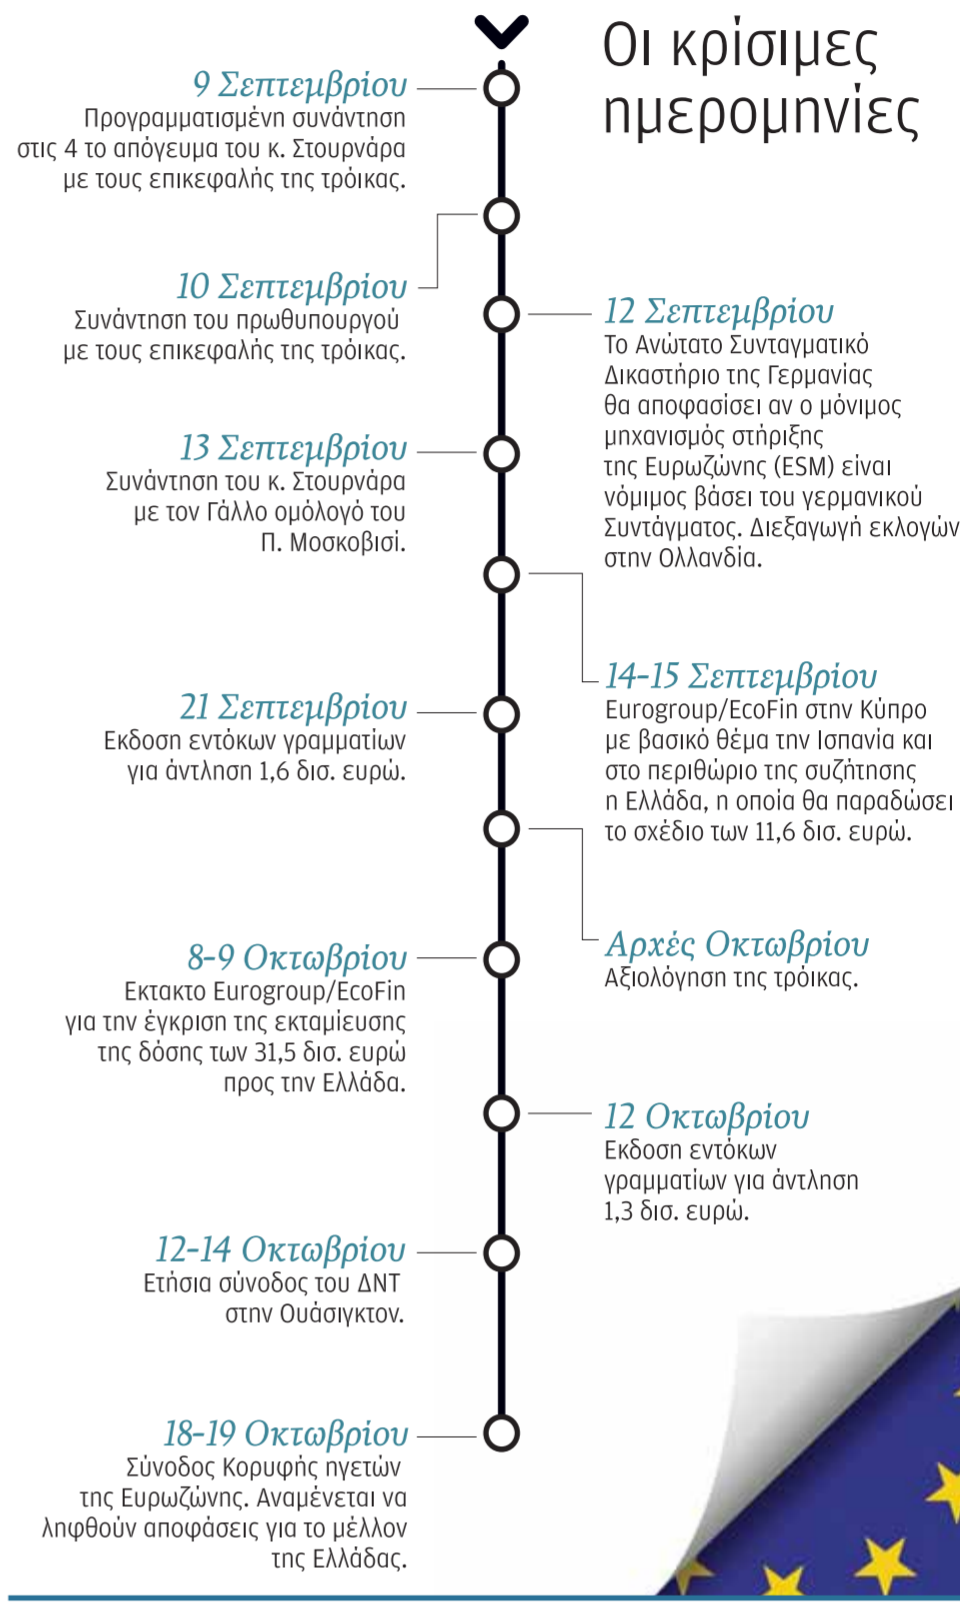 Οι κρίσιμες
ημερομηνίες
9 Σεπτεμβρίου
Προγραμματισμένη συνάντηση
στις 4 το απόγευμα του κ. Στουρνάρα
με τους επικεφαλής της τρόικας.
10 Σεπτεμβρίου
Συνάντηση του πρωθυπουργού
με τους επικεφαλής της τρόικας.
12 Σεπτεμβρίου
Το Ανώτατο Συνταγματικό
Δικαστήριο της Γερμανίας
θα αποφασίσει αν ο μόνιμος
μηχανισμός στήριξης
της Ευρωζώνης (ESM) είναι
νόμιμος βάσει του γερμανικού
Συντάγματος. Διεξαγωγή εκλογών
στην Ολλανδία.
13 Σεπτεμβρίου
Συνάντηση του κ. Στουρνάρα
με τον Γάλλο ομόλογό του
Π. Μοσκοβισί.
14-15 Σεπτεμβρίου
Eurogroup/EcoFin στην Κύπρο
με βασικό θέμα την Ισπανία και
στο περιθώριο της συζήτησης
η Ελλάδα, η οποία θα παραδώσει
το σχέδιο των 11,6 δισ. ευρώ.
21 Σεπτεμβρίου
Εκδοση εντόκων γραμματίων
για άντληση 1,6 δισ. ευρώ.
Αρχές Οκτωβρίου
Αξιολόγηση της τρόικας.
8-9 Οκτωβρίου
Εκτακτο Eurogroup/EcoFin
για την έγκριση της εκταμίευσης
της δόσης των 31,5 δισ. ευρώ
προς την Ελλάδα.
12 Οκτωβρίου
Εκδοση εντόκων
γραμματίων για άντληση
1,3 δισ. ευρώ.
12-14 Οκτωβρίου
Ετήσια σύνοδος του ΔΝΤ
στην Ουάσιγκτον.
18-19 Οκτωβρίου
Σύνοδος Κορυφής ηγετών
της Ευρωζώνης. Αναμένεται να
ληφθούν αποφάσεις για το μέλλον
της Ελλάδας.